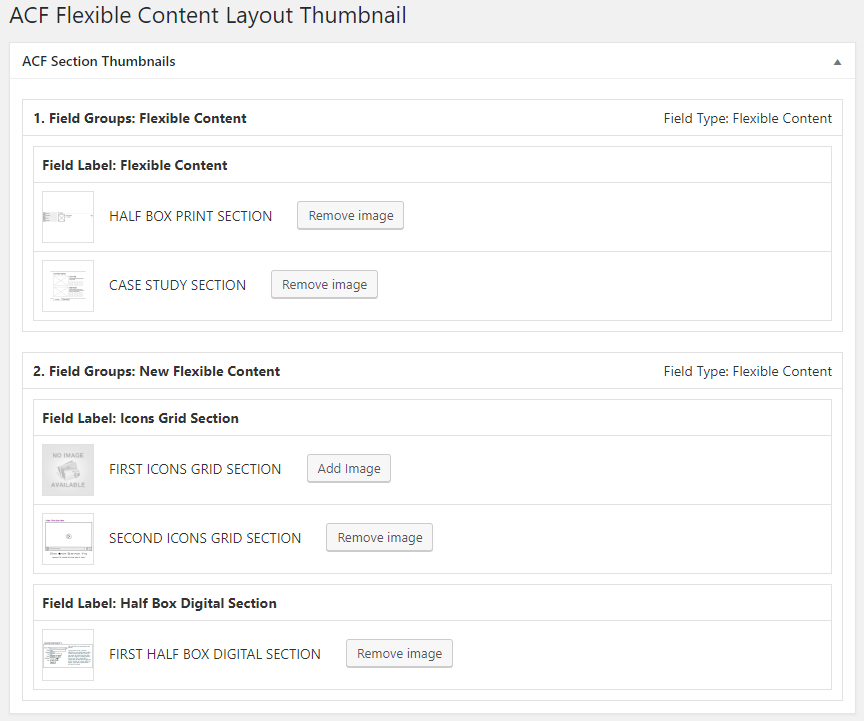 ACF Flexible Content Layout Thumbnail
ACF Section Thumbnails
1. Field Groups: Flexible Content
Field Type: Flexible Content
Field Label: Flexible Content
HALF BOX PRINT SECTION
Remove image
CASE STUDY SECTION
Remove image
2. Field Groups: New Flexible Content
Field Type: Flexible Content
Field Label: Icons Grid Section
NO IMAGE
AVAILABLE
FIRST ICONS GRID SECTION
Add Image
SECOND ICONS GRID SECTION
Remove image
Field Label: Half Box Digital Section
FIRST HALF BOX DIGITAL SECTION
Remove image